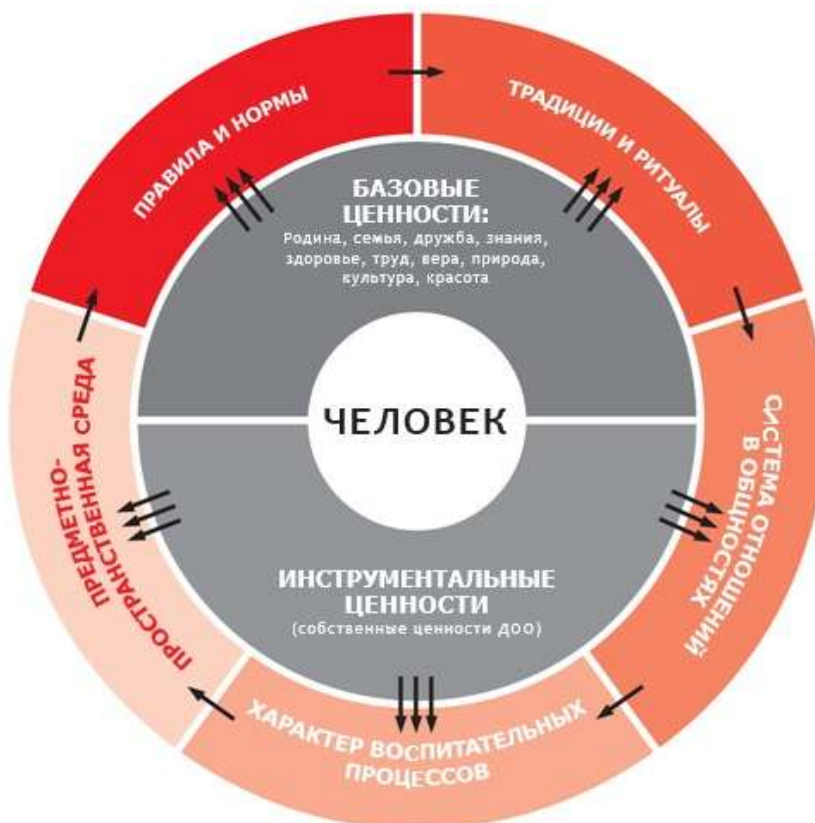 ПРАВИЛА И НОРМЫ
ТРАДИЦИИ И РИТУАЛЫ
БАЗОВЫЕ
ЦЕННОСТИ:
Родина, семья, дружба, знания,
здоровье, труд, вера, природа,
культура, красота
ЧЕЛОВЕК
ПРЕДМЕТНО-
ПРОСТРАНСТВЕННАЯ СРЕДА
СИСТЕМА ОТНОШЕНИЙ
В ОБЩНОСТЯХ
ИНСТРУМЕНТАЛЬНЫЕ
ЦЕННОСТИ
(собственные ценности ДОО)
ХАРАКТЕР ВОСПИТАТЕЛЬНЫХ
ПРОЦЕССОВ